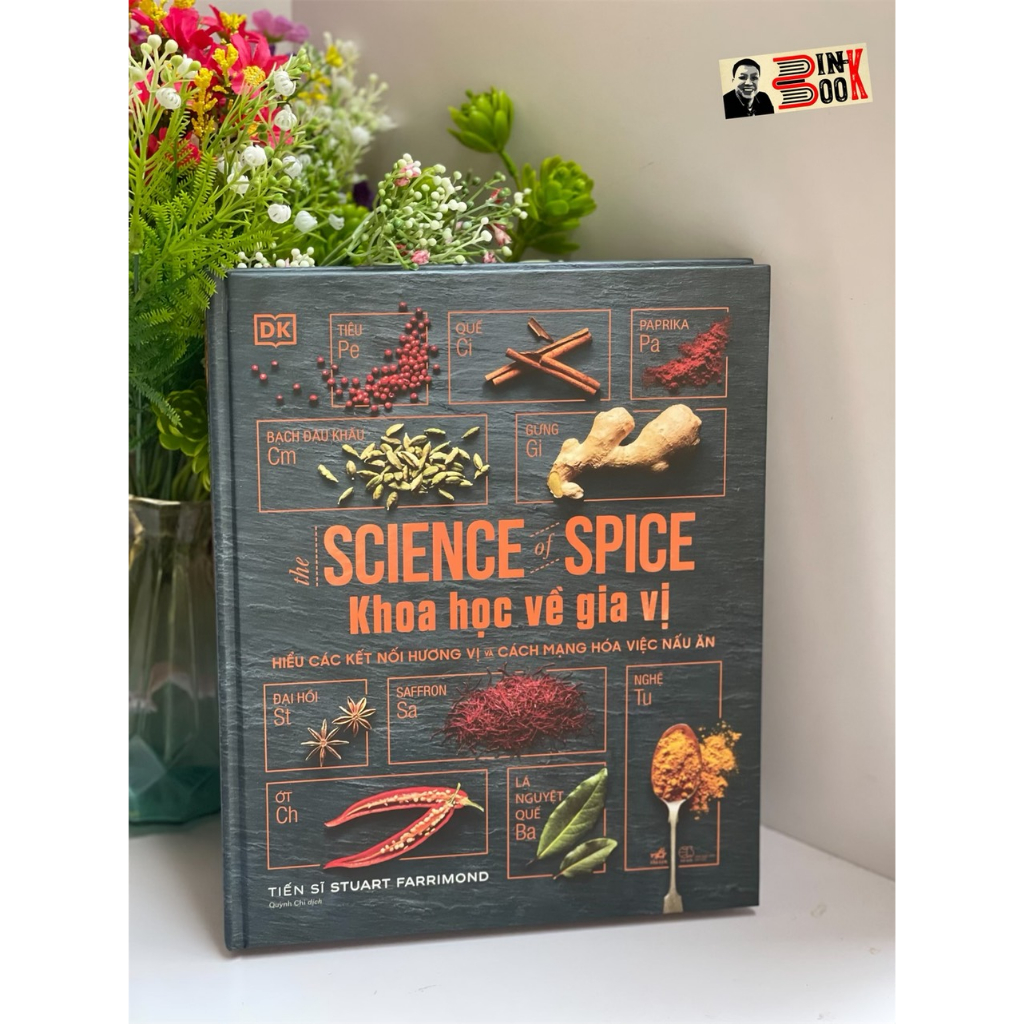 BIN
BOOK
DK
TIÊU
Pe
QUẾ
Ci
PAPRIKA
Pa
BẠCH ĐẬU KHẤU
Cm
GỪNG
Gi
the SCIENCE of SPICE
Khoa học về gia vị
HIỂU CÁC KẾT NỐI HƯƠNG VỊ và CÁCH MẠNG HÓA VIỆC NẤU ĂN
ĐẠI HỒI
St
SAFFRON
Sa
NGHỆ
Tu
ỚT
Ch
LÁ
NGUYỆT
QUẾ
Ba
TIẾN SĨ STUART FARRIMOND
Quỳnh Chi dịch